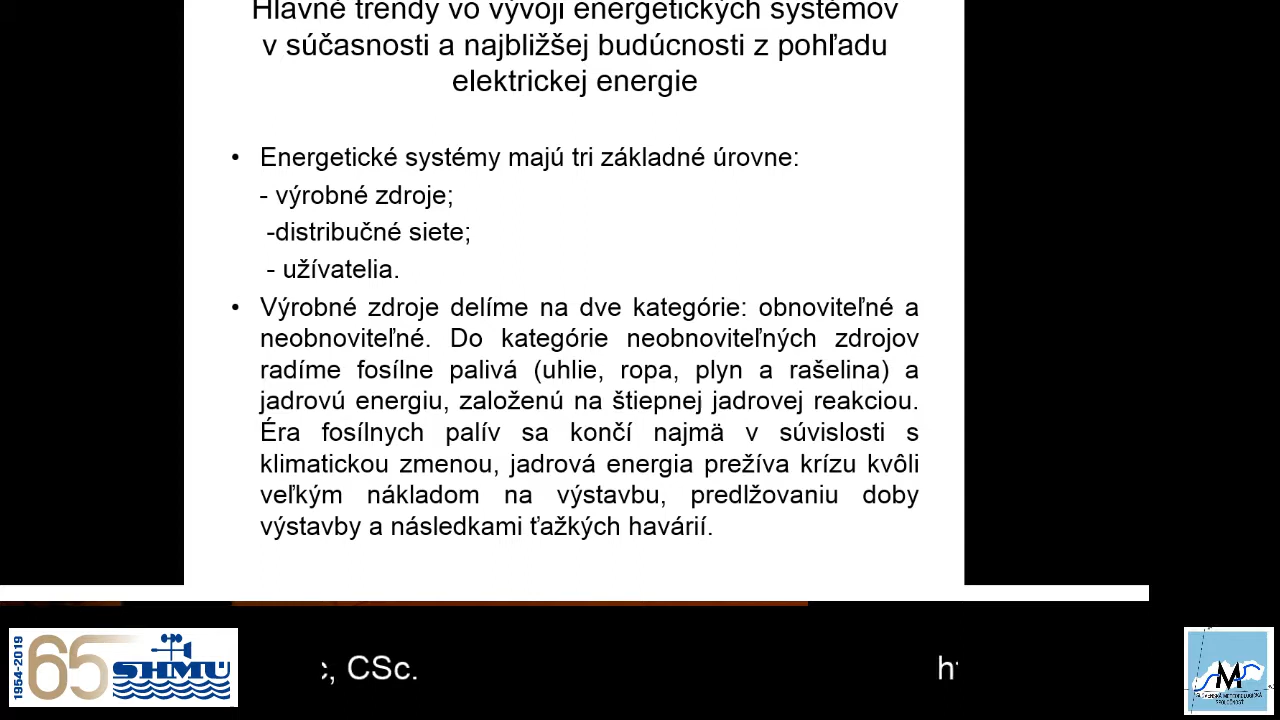 Hlavné trendy vo vývoji energetických systémov
v súčasnosti a najbližšej budúcnosti z pohľadu
elektrickej energie
• Energetické systémy majú tri základné úrovne:
- výrobné zdroje;
-distribučné siete;
- užívatelia.
• Výrobné zdroje delíme na dve kategórie: obnoviteľné a
neobnoviteľné. Do kategórie neobnoviteľných zdrojov
radíme fosílne palivá (uhlie, ropa, plyn a rašelina) a
jadrovú energiu, založenú na štiepnej jadrovej reakciou.
Éra fosílnych palív sa končí najmä v súvislosti s
klimatickou zmenou, jadrová energia prežíva krízu kvôli
veľkým nákladom na výstavbu, predlžovaniu doby
výstavby a následkami ťažkých havárií.
1954-2019
65
SHMU
, CSc.
SLOVENSKÁ METEOROLOGICKÁ
SPOLOČNOSŤ